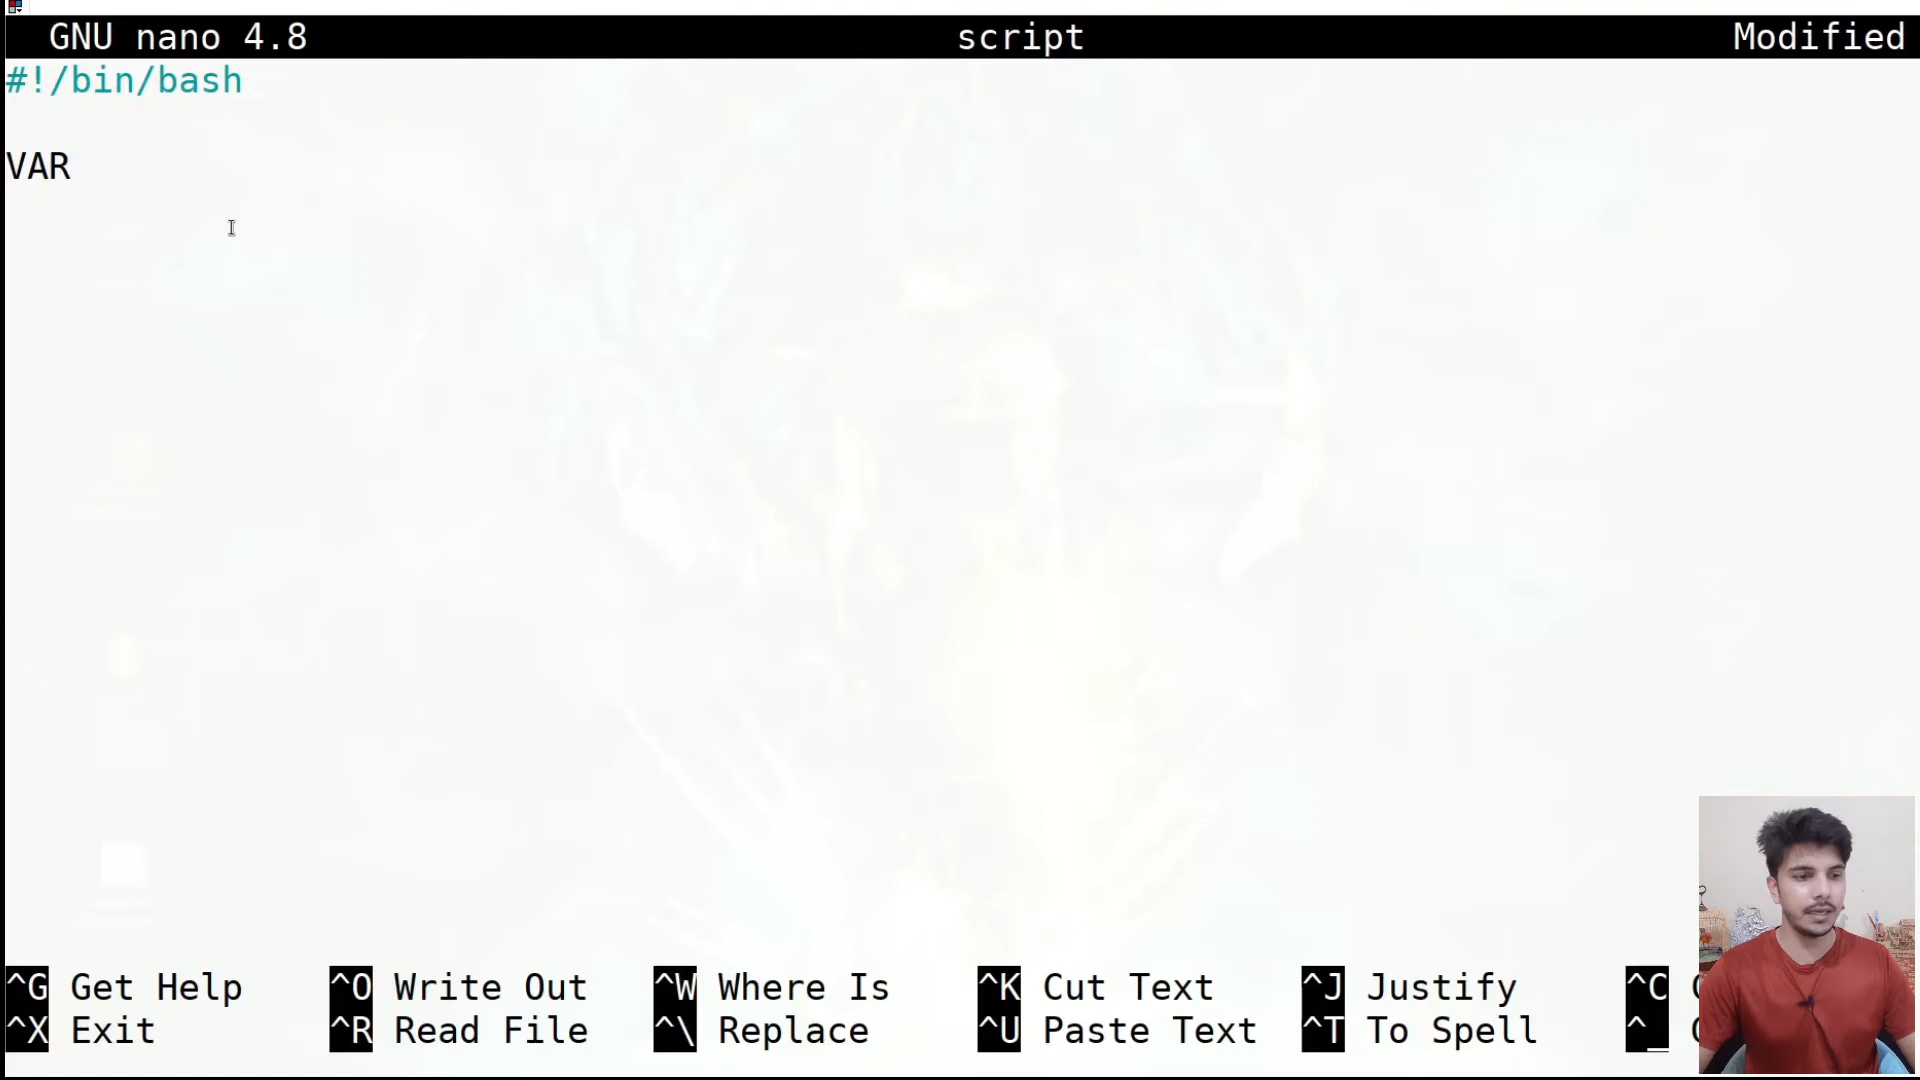 GNU nano 4.8 script Modified
#!/bin/bash
VAR
^G Get Help ^O Write Out ^W Where Is ^K Cut Text ^J Justify ^C
^X Exit ^R Read File ^\ Replace ^U Paste Text ^T To Spell ^_